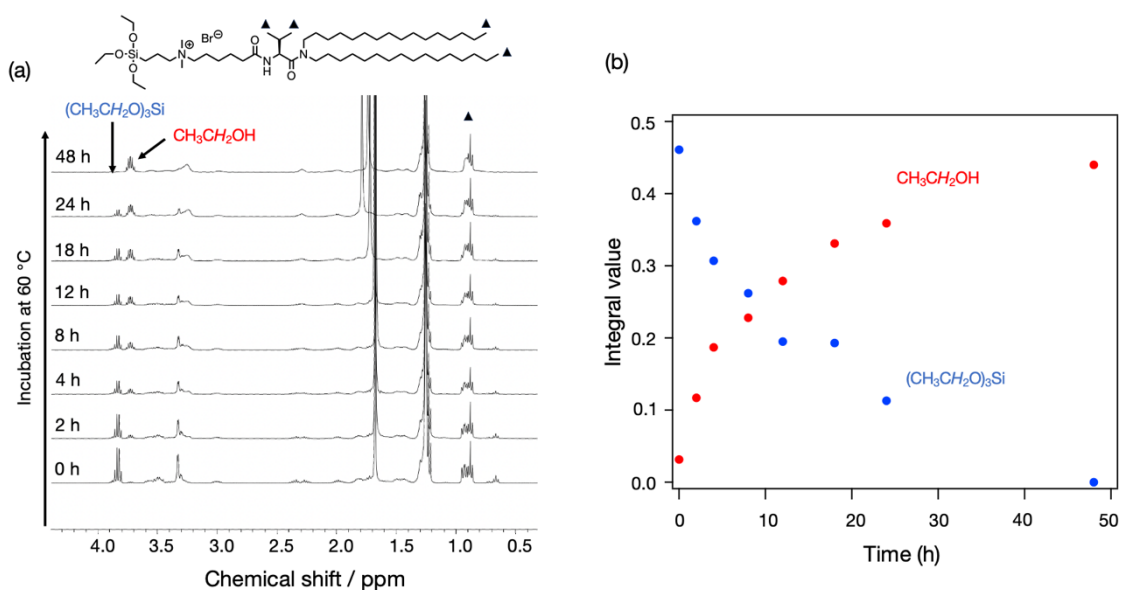 (a)
O
Si
O
O
N⊕
Br⊖
O
N
H
O
N
(CH3CH2O)3Si
CH3CH2OH
48 h
24 h
18 h
12 h
8 h
4 h
2 h
0 h
Incubation at 60 °C
4.0 3.5 3.0 2.5 2.0 1.5 1.0 0.5
Chemical shift / ppm
(b)
0.5
0.4
0.3
0.2
0.1
0.0
Integral value
CH3CH2OH
(CH3CH2O)3Si
0 10 20 30 40 50
Time (h)